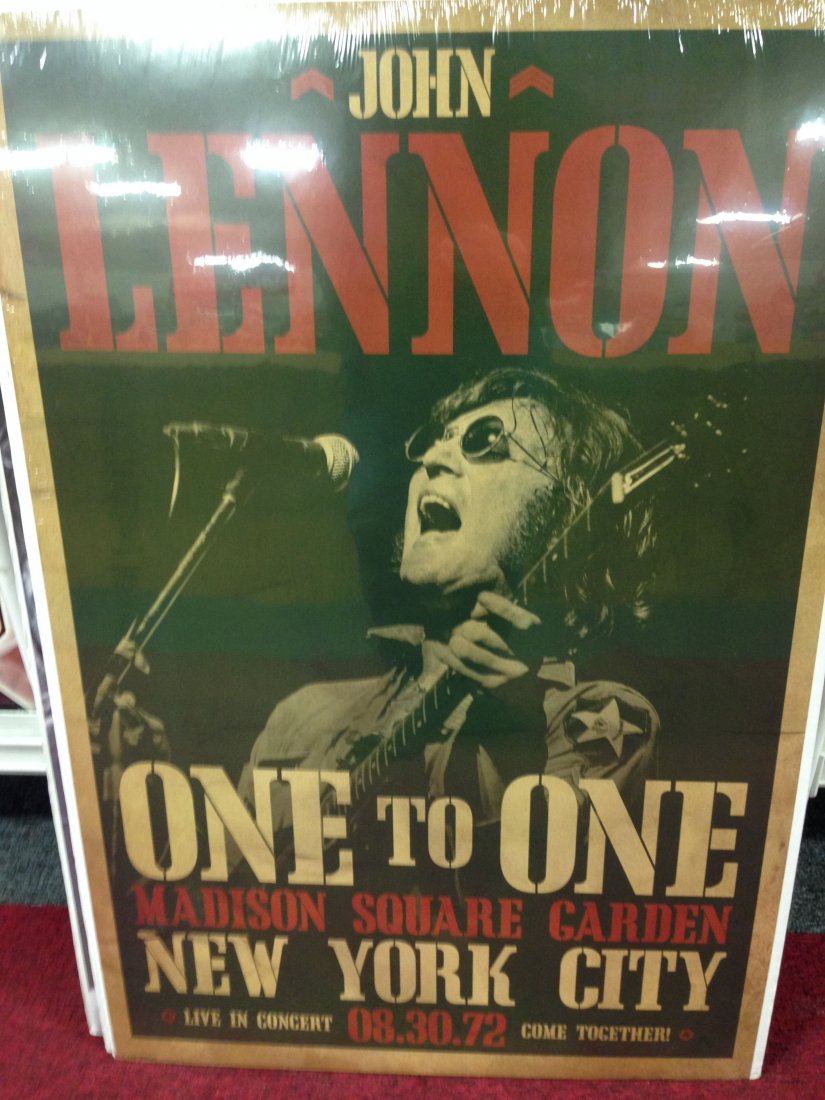 JOHN
LENNON
ONE TO ONE
MADISON SQUARE GARDEN
NEW YORK CITY
LIVE IN CONCERT 08.30.72 COME TOGETHER!